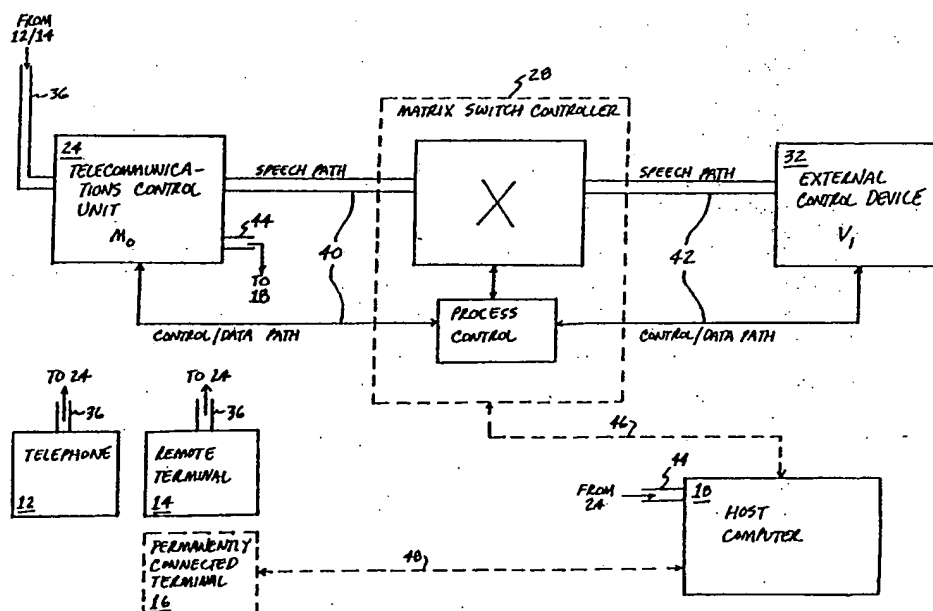 FROM
12/14
36
28
MATRIX SWITCH CONTROLLER
24
TELECOMMUNICA-
TIONS CONTROL
UNIT
M0
SPEECH PATH
X
SPEECH PATH
32
EXTERNAL
CONTROL DEVICE
V1
44
TO
18
40
42
PROCESS
CONTROL
CONTROL/DATA PATH
CONTROL/DATA PATH
TO 24
36
TO 24
36
TELEPHONE
12
REMOTE
TERMINAL
14
46
44
FROM
24
18
HOST
COMPUTER
PERMANENTLY
CONNECTED
TERMINAL
16
48